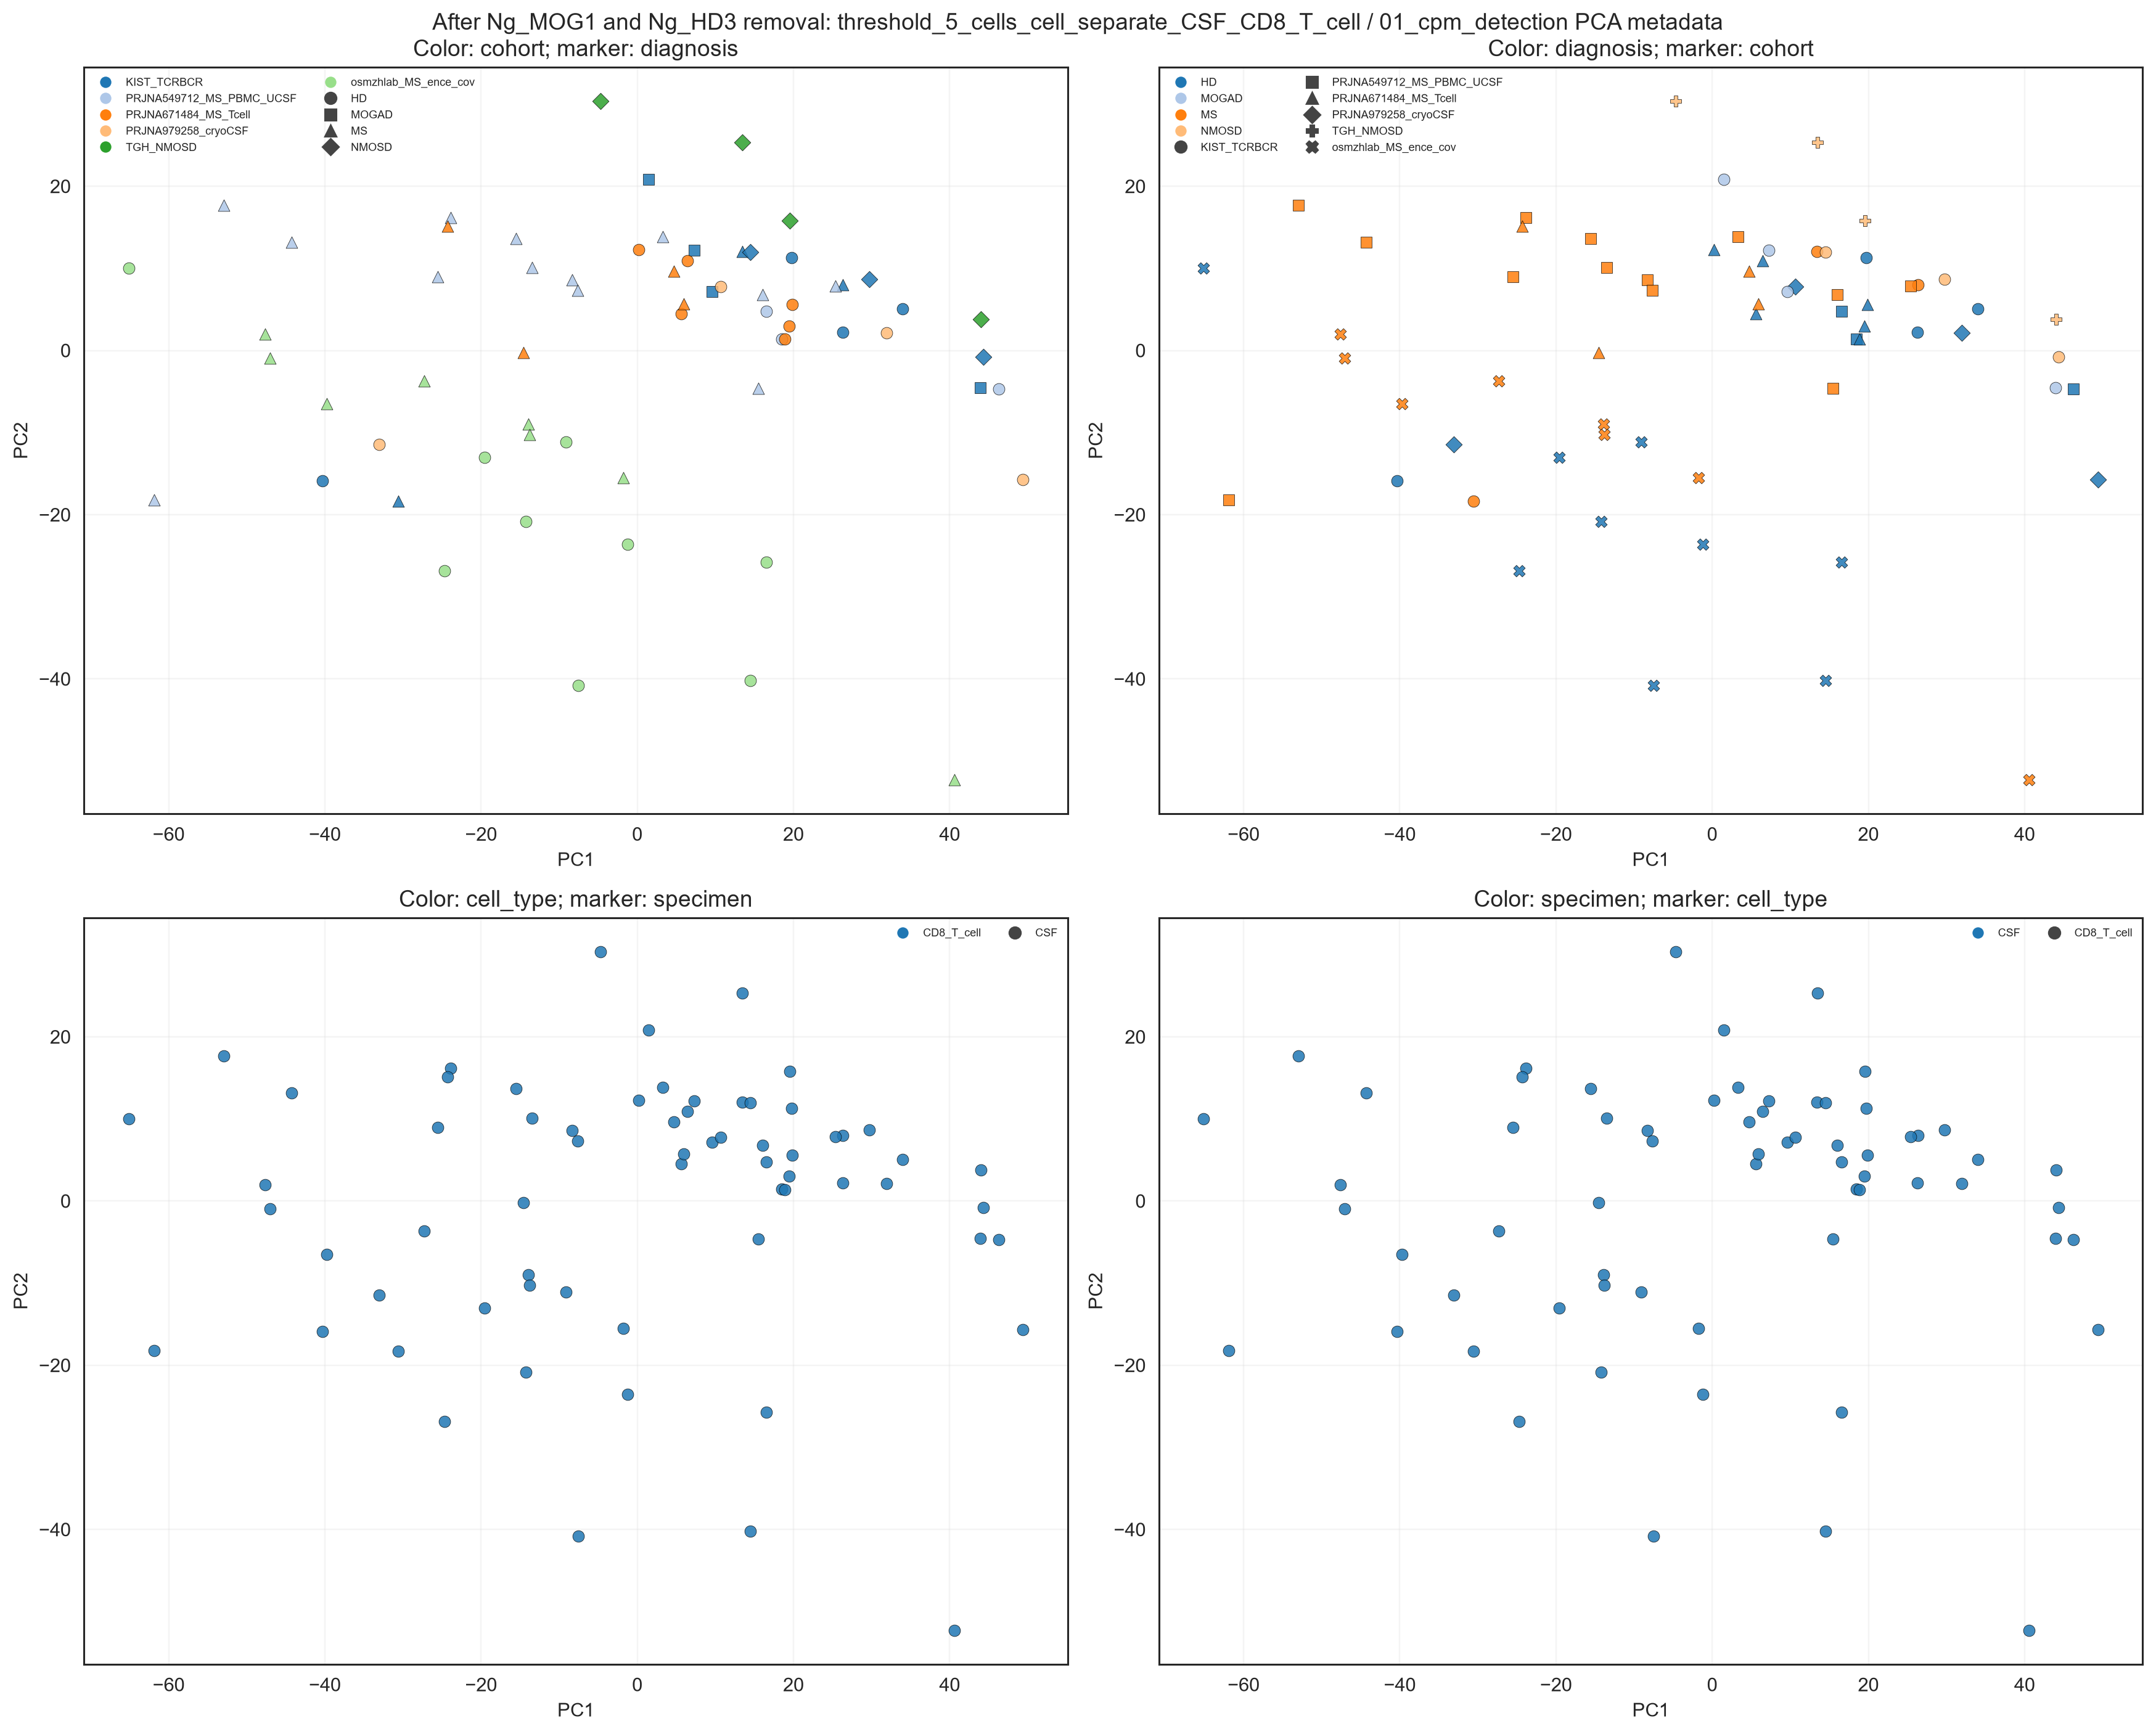 After Ng_MOG1 and Ng_HD3 removal: threshold_5_cells_cell_separate_CSF_CD8_T_cell / 01_cpm_detection PCA metadata
Color: cohort; marker: diagnosis
KIST_TCRBCR
PRJNA549712_MS_PBMC_UCSF
PRJNA671484_MS_Tcell
PRJNA979258_cryoCSF
TGH_NMOSD
osmzhlab_MS_ence_cov
HD
MOGAD
MS
NMOSD
20
0
−20
−40
PC2
−60
−40
−20
0
20
40
PC1
Color: diagnosis; marker: cohort
HD
MOGAD
MS
NMOSD
KIST_TCRBCR
PRJNA549712_MS_PBMC_UCSF
PRJNA671484_MS_Tcell
PRJNA979258_cryoCSF
TGH_NMOSD
osmzhlab_MS_ence_cov
20
0
−20
−40
PC2
−60
−40
−20
0
20
40
PC1
Color: cell_type; marker: specimen
CD8_T_cell
CSF
20
0
−20
−40
PC2
−60
−40
−20
0
20
40
PC1
Color: specimen; marker: cell_type
CSF
CD8_T_cell
20
0
−20
−40
PC2
−60
−40
−20
0
20
40
PC1